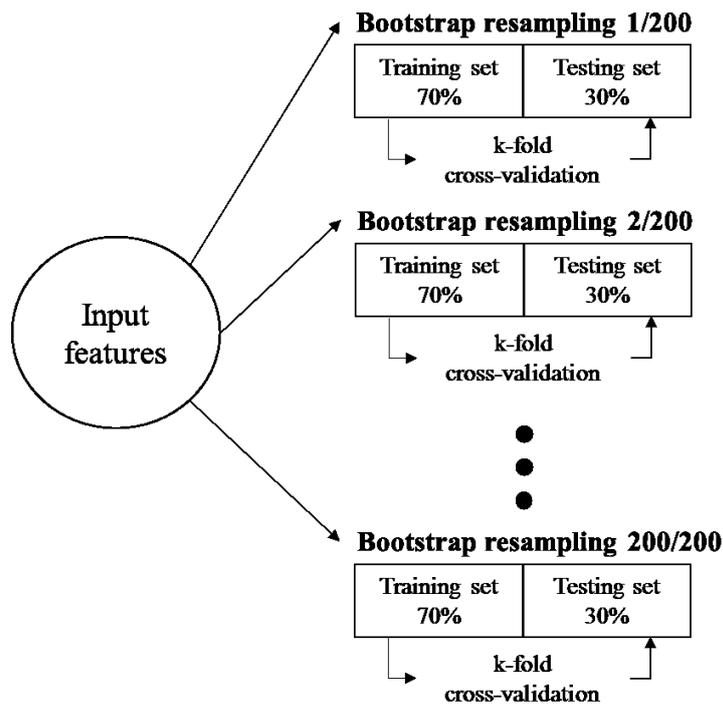 Bootstrap resampling 1/200
Training set
70%
Testing set
30%
k-fold
cross-validation
Bootstrap resampling 2/200
Training set
70%
Testing set
30%
k-fold
cross-validation
Input
features
Bootstrap resampling 200/200
Training set
70%
Testing set
30%
k-fold
cross-validation